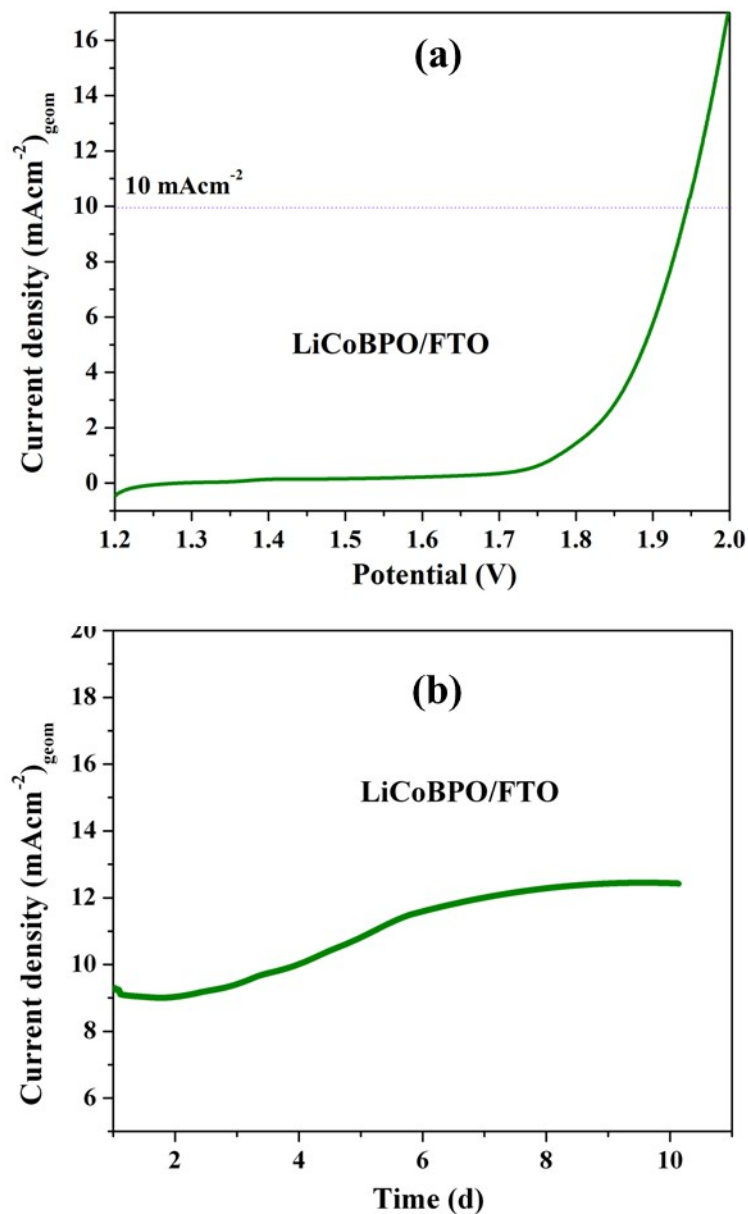 (a)
16
14
12
10
8
6
4
2
0
10 mAcm⁻²
LiCoBPO/FTO
Current density (mAcm⁻²)geom
1.2 1.3 1.4 1.5 1.6 1.7 1.8 1.9 2.0
Potential (V)
(b)
20
18
16
14
12
10
8
6
LiCoBPO/FTO
Current density (mAcm⁻²)geom
2 4 6 8 10
Time (d)